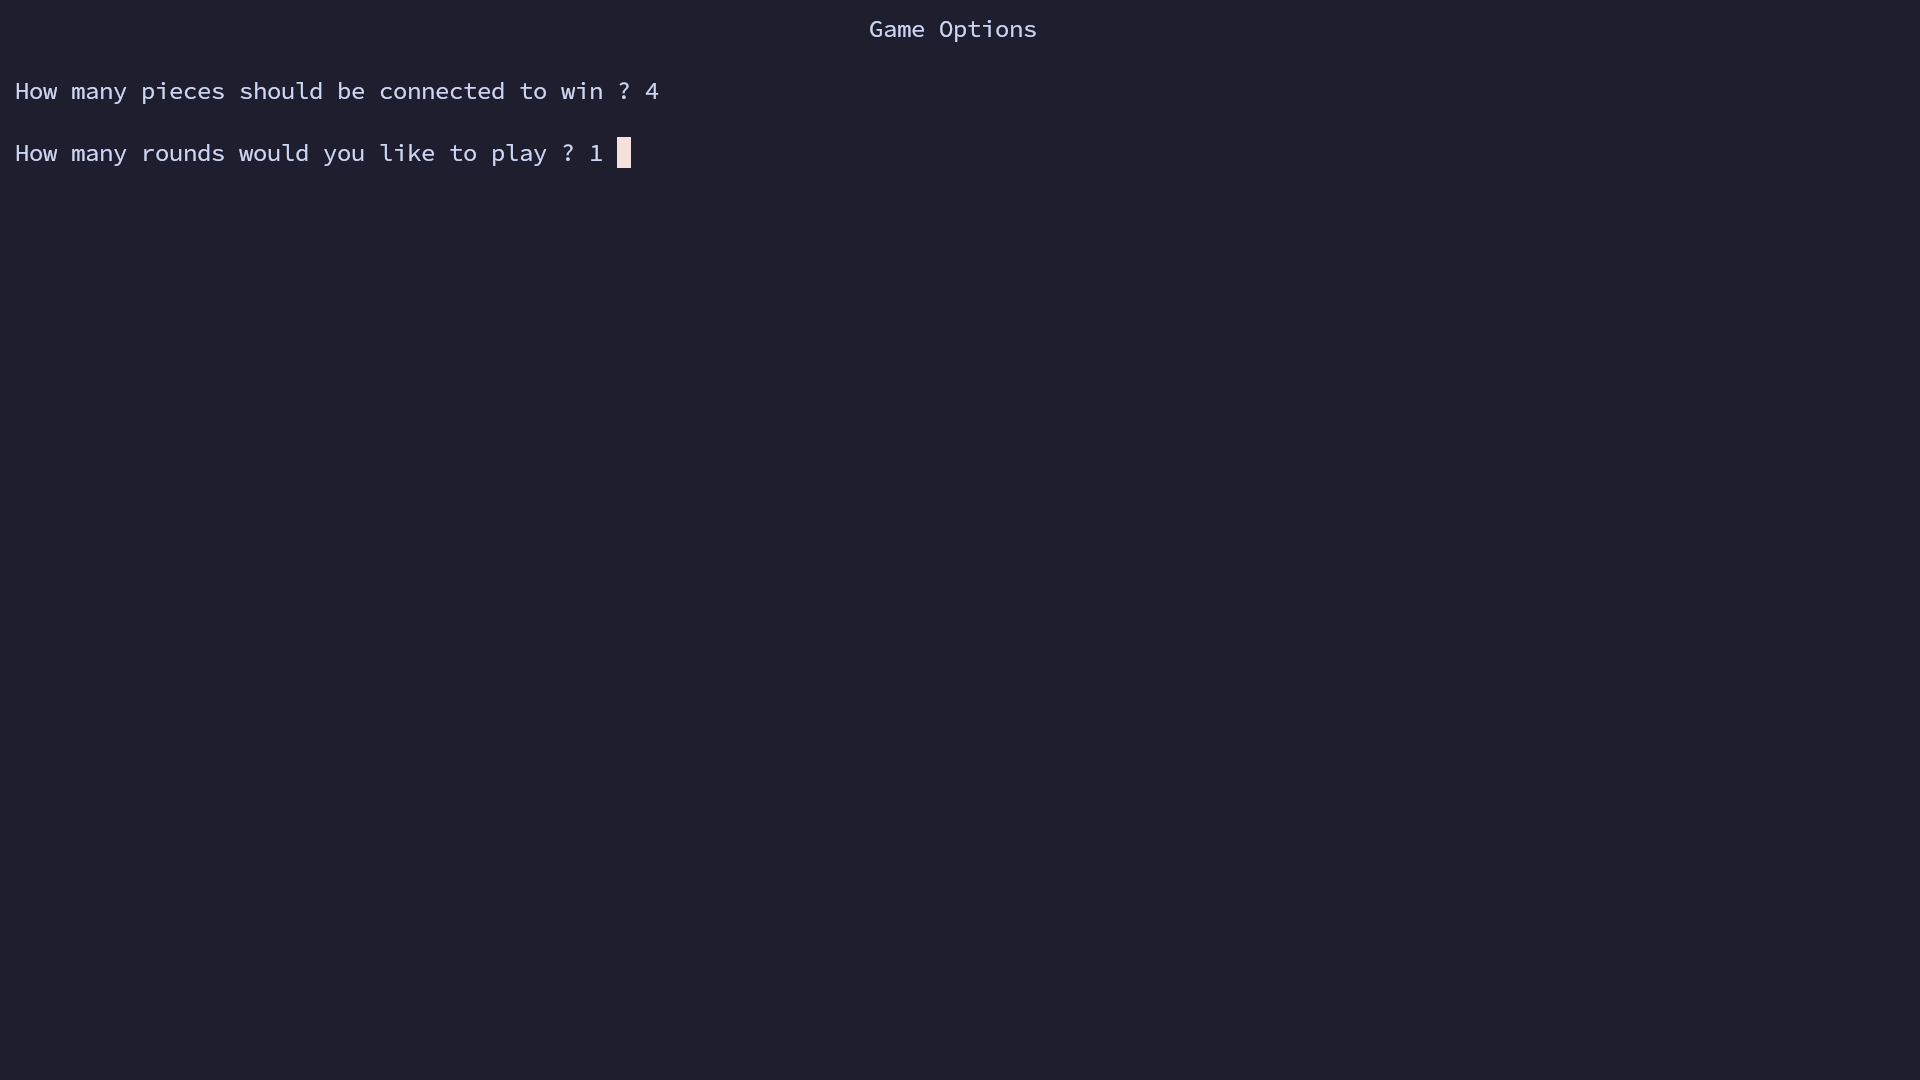 Game Options
How many pieces should be connected to win ? 4
How many rounds would you like to play ? 1